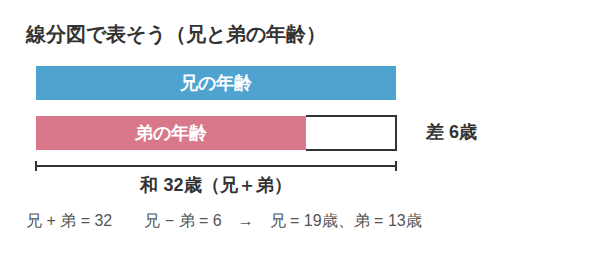 線分図で表そう（兄と弟の年齢）
兄の年齢
弟の年齢
差 6歳
和 32歳（兄＋弟）
兄 + 弟 = 32　　兄 − 弟 = 6　→　兄 = 19歳、弟 = 13歳